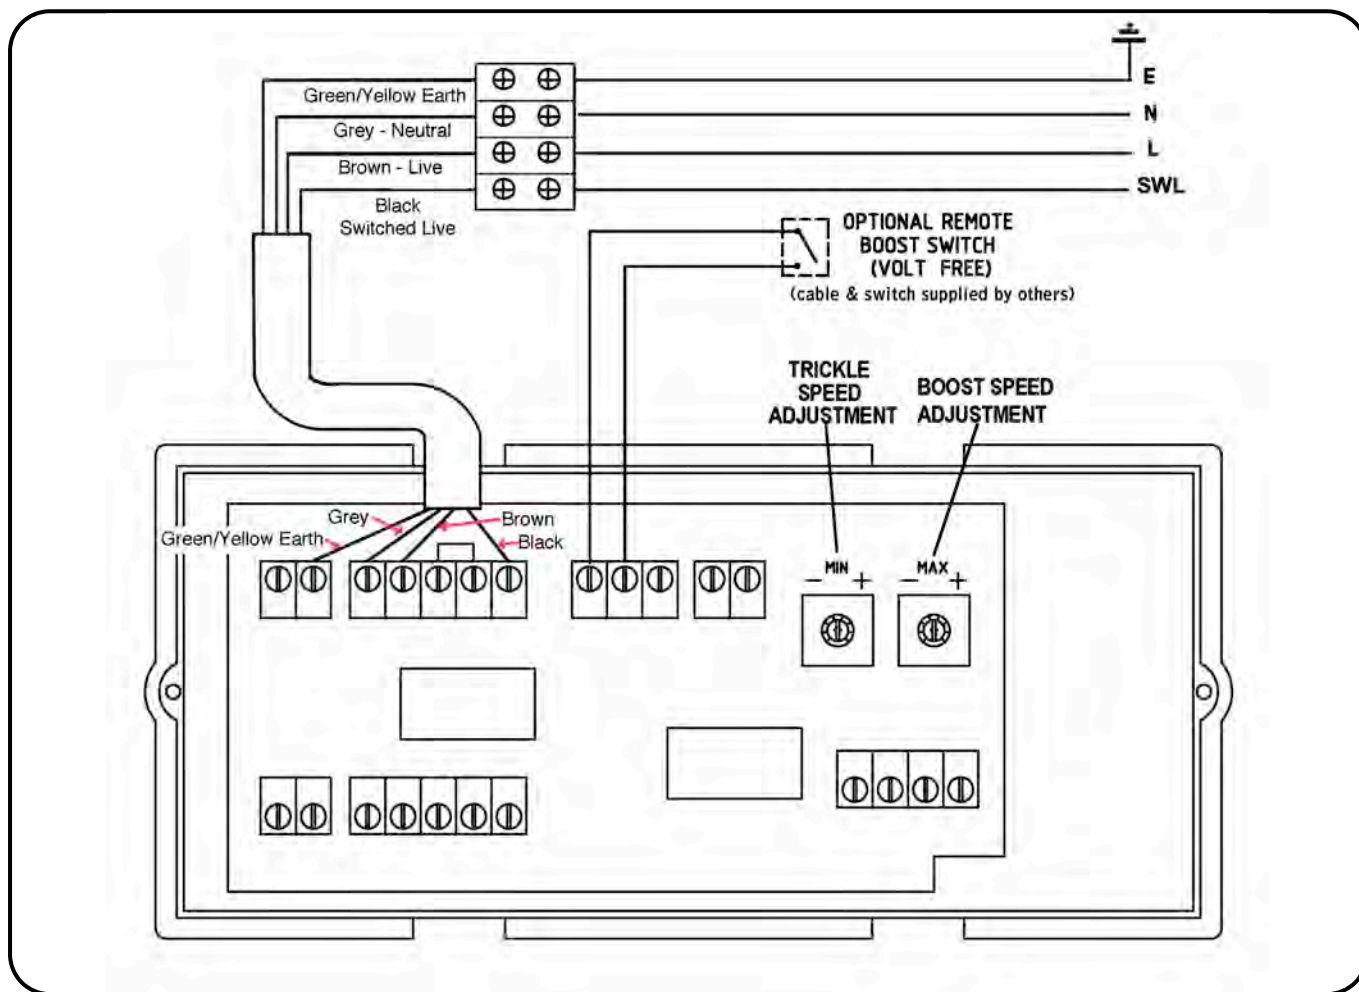 E
Green/Yellow Earth
N
Grey - Neutral
L
Brown - Live
SWL
Black
Switched Live
OPTIONAL REMOTE
BOOST SWITCH
(VOLT FREE)
(cable & switch supplied by others)
TRICKLE
SPEED
ADJUSTMENT
BOOST SPEED
ADJUSTMENT
Grey
Brown
Green/Yellow Earth
Black
- MIN +
- MAX +